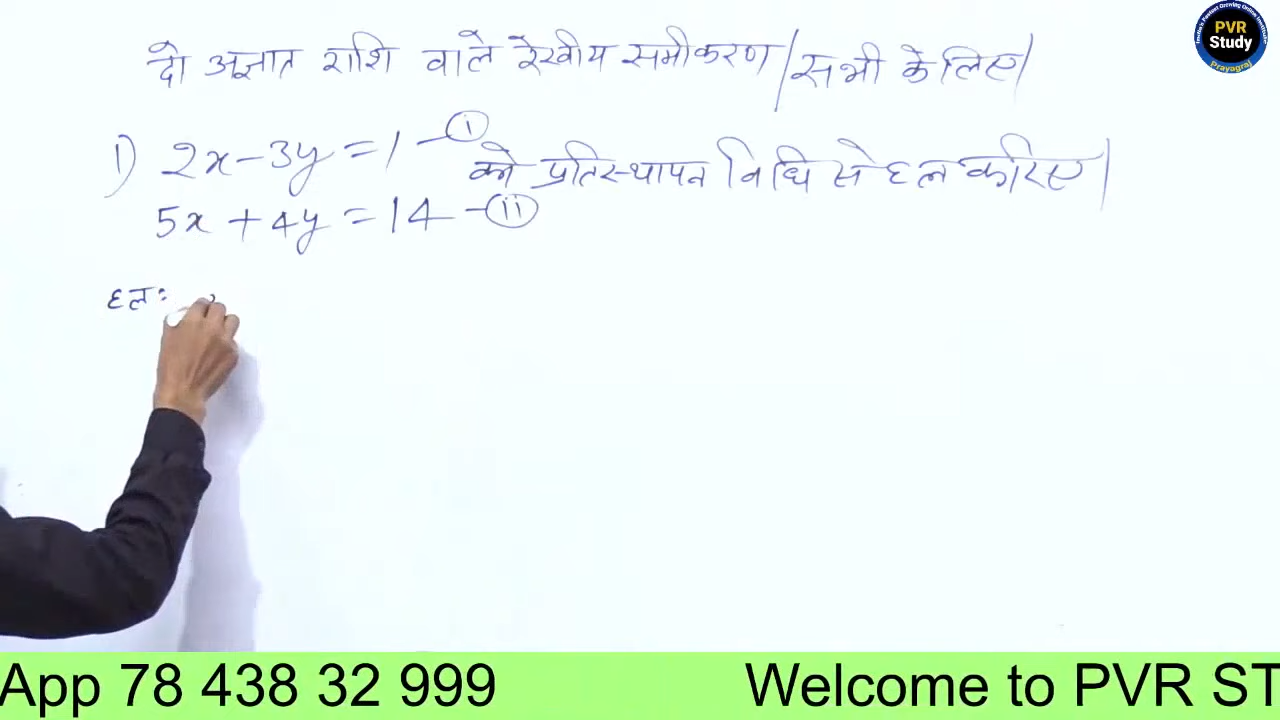 दो अज्ञात राशि वाले रेखीय समीकरण/सभी के लिए/
PVR
Study
Prayagraj
1) 2x-3y=1 -(i)
को प्रतिस्थापन विधि से हल करिए/
5x+4y=14 -(ii)
हलः
App 78 438 32 999 Welcome to PVR ST